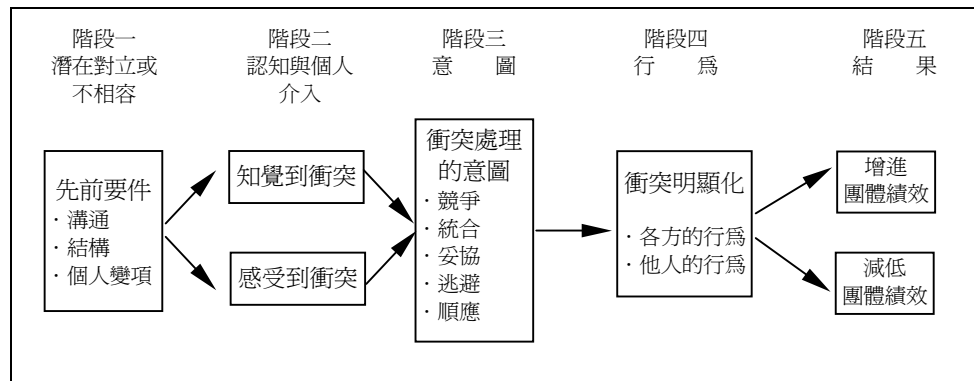 階段一
潛在對立或
不相容
階段二
認知與個人
介入
階段三
意　　圖
階段四
行　　為
階段五
結　　果
先前要件
‧溝通
‧結構
‧個人變項
知覺到衝突
感受到衝突
衝突處理
的意圖
‧競爭
‧統合
‧妥協
‧逃避
‧順應
衝突明顯化
‧各方的行為
‧他人的行為
增進
團體績效
減低
團體績效